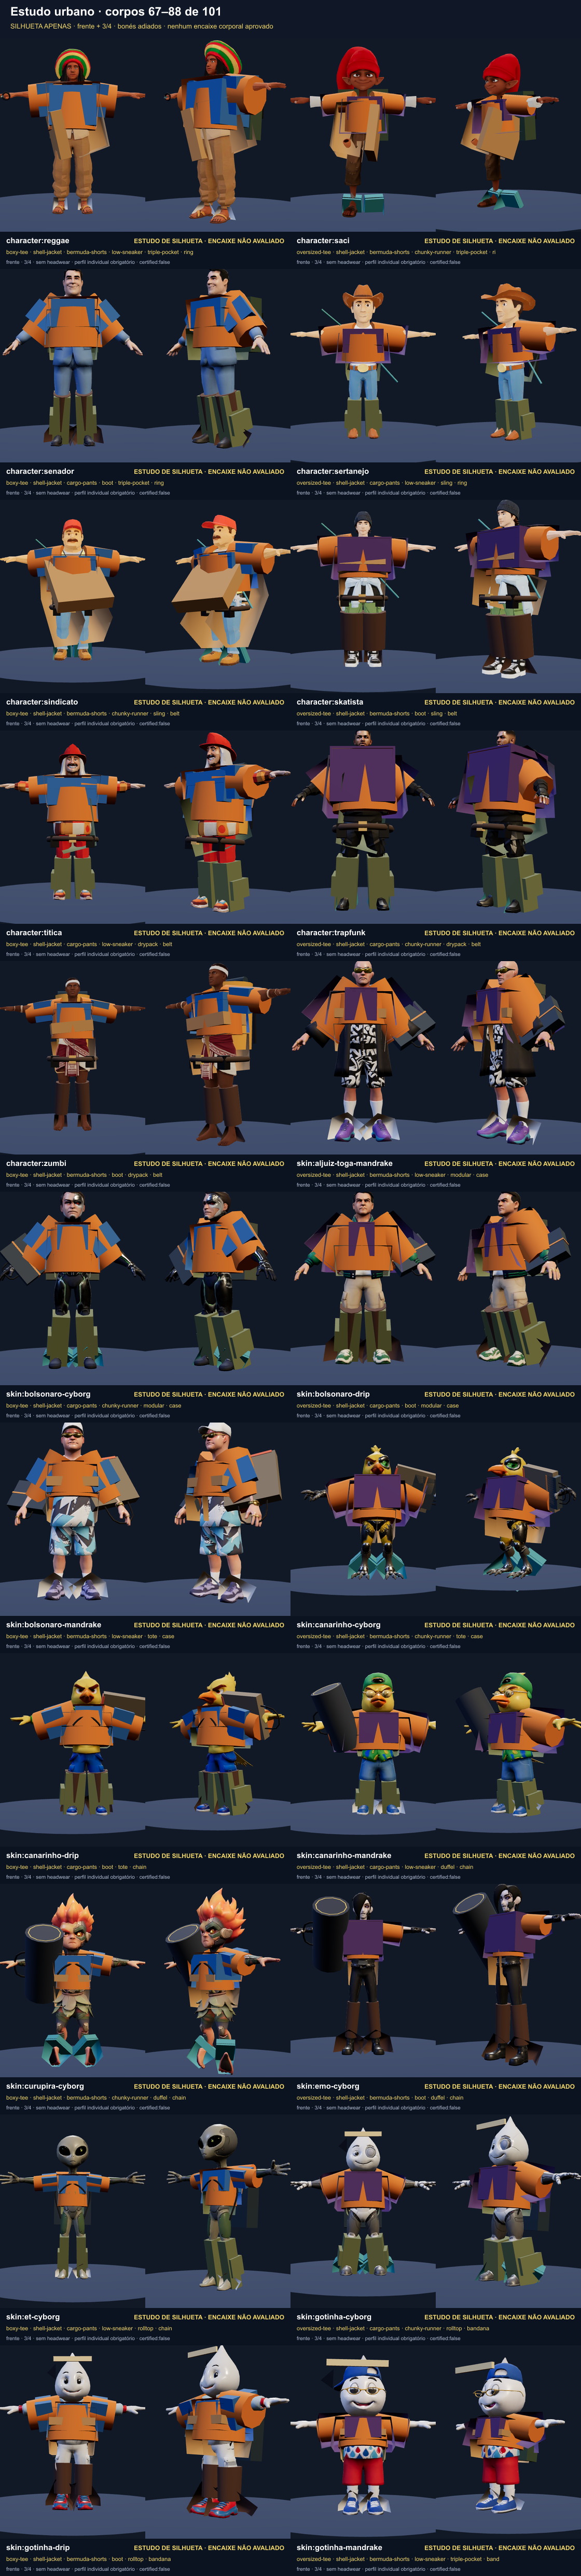 Estudo urbano · corpos 67–88 de 101
SILHUETA APENAS · frente + 3/4 · bonés adiados · nenhum encaixe corporal aprovado
character:reggae ESTUDO DE SILHUETA · ENCAIXE NÃO AVALIADO
boxy-tee · shell-jacket · bermuda-shorts · low-sneaker · triple-pocket · ring
frente · 3/4 · sem headwear · perfil individual obrigatório · certified:false
character:saci ESTUDO DE SILHUETA · ENCAIXE NÃO AVALIADO
oversized-tee · shell-jacket · bermuda-shorts · chunky-runner · triple-pocket · ri
frente · 3/4 · sem headwear · perfil individual obrigatório · certified:false
character:senador ESTUDO DE SILHUETA · ENCAIXE NÃO AVALIADO
boxy-tee · shell-jacket · cargo-pants · boot · triple-pocket · ring
frente · 3/4 · sem headwear · perfil individual obrigatório · certified:false
character:sertanejo ESTUDO DE SILHUETA · ENCAIXE NÃO AVALIADO
oversized-tee · shell-jacket · cargo-pants · low-sneaker · sling · ring
frente · 3/4 · sem headwear · perfil individual obrigatório · certified:false
character:sindicato ESTUDO DE SILHUETA · ENCAIXE NÃO AVALIADO
boxy-tee · shell-jacket · bermuda-shorts · chunky-runner · sling · belt
frente · 3/4 · sem headwear · perfil individual obrigatório · certified:false
character:skatista ESTUDO DE SILHUETA · ENCAIXE NÃO AVALIADO
oversized-tee · shell-jacket · bermuda-shorts · boot · sling · belt
frente · 3/4 · sem headwear · perfil individual obrigatório · certified:false
character:titica ESTUDO DE SILHUETA · ENCAIXE NÃO AVALIADO
boxy-tee · shell-jacket · cargo-pants · low-sneaker · drypack · belt
frente · 3/4 · sem headwear · perfil individual obrigatório · certified:false
character:trapfunk ESTUDO DE SILHUETA · ENCAIXE NÃO AVALIADO
oversized-tee · shell-jacket · cargo-pants · chunky-runner · drypack · belt
frente · 3/4 · sem headwear · perfil individual obrigatório · certified:false
character:zumbi ESTUDO DE SILHUETA · ENCAIXE NÃO AVALIADO
boxy-tee · shell-jacket · bermuda-shorts · boot · drypack · belt
frente · 3/4 · sem headwear · perfil individual obrigatório · certified:false
skin:aljuiz-toga-mandrake ESTUDO DE SILHUETA · ENCAIXE NÃO AVALIADO
oversized-tee · shell-jacket · bermuda-shorts · low-sneaker · modular · case
frente · 3/4 · sem headwear · perfil individual obrigatório · certified:false
skin:bolsonaro-cyborg ESTUDO DE SILHUETA · ENCAIXE NÃO AVALIADO
boxy-tee · shell-jacket · cargo-pants · chunky-runner · modular · case
frente · 3/4 · sem headwear · perfil individual obrigatório · certified:false
skin:bolsonaro-drip ESTUDO DE SILHUETA · ENCAIXE NÃO AVALIADO
oversized-tee · shell-jacket · cargo-pants · boot · modular · case
frente · 3/4 · sem headwear · perfil individual obrigatório · certified:false
skin:bolsonaro-mandrake ESTUDO DE SILHUETA · ENCAIXE NÃO AVALIADO
boxy-tee · shell-jacket · bermuda-shorts · low-sneaker · tote · case
frente · 3/4 · sem headwear · perfil individual obrigatório · certified:false
skin:canarinho-cyborg ESTUDO DE SILHUETA · ENCAIXE NÃO AVALIADO
oversized-tee · shell-jacket · bermuda-shorts · chunky-runner · tote · case
frente · 3/4 · sem headwear · perfil individual obrigatório · certified:false
skin:canarinho-drip ESTUDO DE SILHUETA · ENCAIXE NÃO AVALIADO
boxy-tee · shell-jacket · cargo-pants · boot · tote · chain
frente · 3/4 · sem headwear · perfil individual obrigatório · certified:false
skin:canarinho-mandrake ESTUDO DE SILHUETA · ENCAIXE NÃO AVALIADO
oversized-tee · shell-jacket · cargo-pants · low-sneaker · duffel · chain
frente · 3/4 · sem headwear · perfil individual obrigatório · certified:false
skin:curupira-cyborg ESTUDO DE SILHUETA · ENCAIXE NÃO AVALIADO
boxy-tee · shell-jacket · bermuda-shorts · chunky-runner · duffel · chain
frente · 3/4 · sem headwear · perfil individual obrigatório · certified:false
skin:emo-cyborg ESTUDO DE SILHUETA · ENCAIXE NÃO AVALIADO
oversized-tee · shell-jacket · bermuda-shorts · boot · duffel · chain
frente · 3/4 · sem headwear · perfil individual obrigatório · certified:false
skin:et-cyborg ESTUDO DE SILHUETA · ENCAIXE NÃO AVALIADO
boxy-tee · shell-jacket · cargo-pants · low-sneaker · rolltop · chain
frente · 3/4 · sem headwear · perfil individual obrigatório · certified:false
skin:gotinha-cyborg ESTUDO DE SILHUETA · ENCAIXE NÃO AVALIADO
oversized-tee · shell-jacket · cargo-pants · chunky-runner · rolltop · bandana
frente · 3/4 · sem headwear · perfil individual obrigatório · certified:false
skin:gotinha-drip ESTUDO DE SILHUETA · ENCAIXE NÃO AVALIADO
boxy-tee · shell-jacket · bermuda-shorts · boot · rolltop · bandana
frente · 3/4 · sem headwear · perfil individual obrigatório · certified:false
skin:gotinha-mandrake ESTUDO DE SILHUETA · ENCAIXE NÃO AVALIADO
oversized-tee · shell-jacket · bermuda-shorts · low-sneaker · triple-pocket · band
frente · 3/4 · sem headwear · perfil individual obrigatório · certified:false